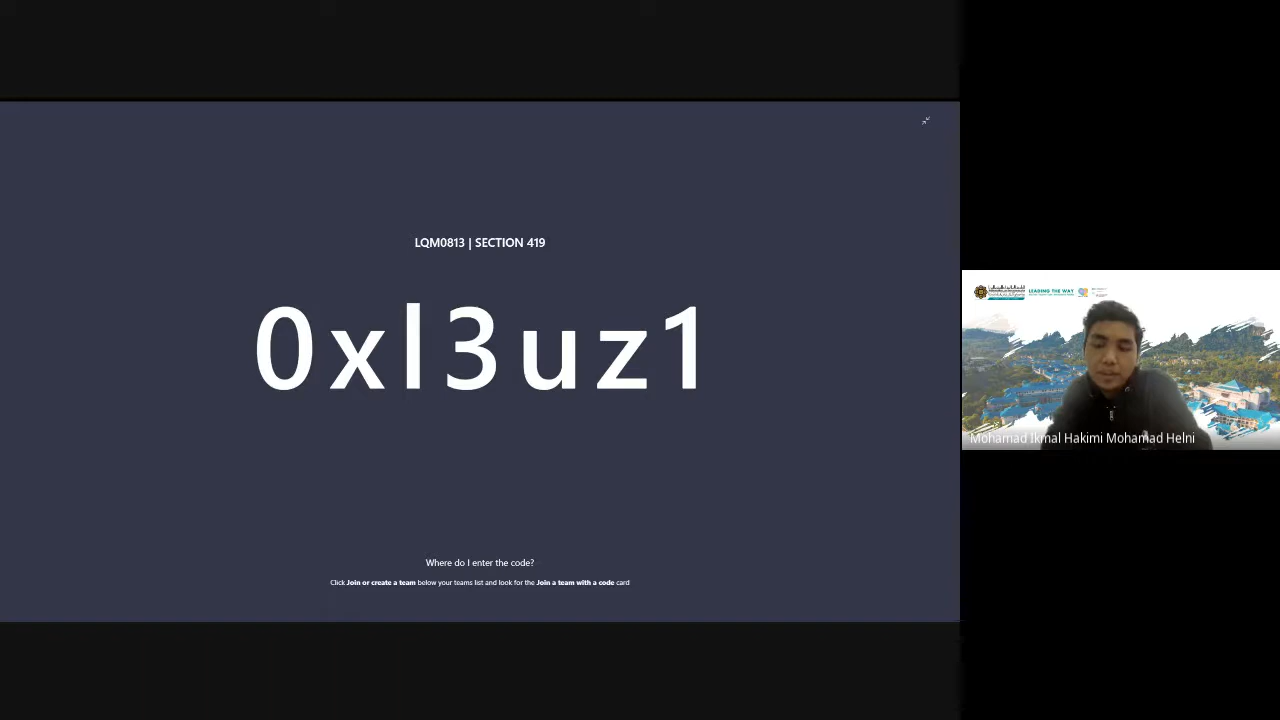 LQM0813 | SECTION 419
0xl3uz1
Where do I enter the code?
Click Join or create a team below your teams list and look for the Join a team with a code card
LEADING THE WAY
Mohamad Ikmal Hakimi Mohamad Helni